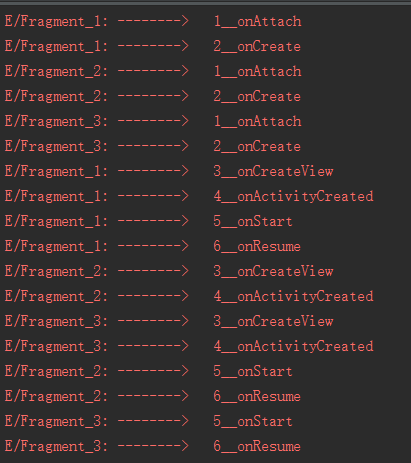 E/Fragment_1: -------->   1__onAttach
E/Fragment_1: -------->   2__onCreate
E/Fragment_2: -------->   1__onAttach
E/Fragment_2: -------->   2__onCreate
E/Fragment_3: -------->   1__onAttach
E/Fragment_3: -------->   2__onCreate
E/Fragment_1: -------->   3__onCreateView
E/Fragment_1: -------->   4__onActivityCreated
E/Fragment_1: -------->   5__onStart
E/Fragment_1: -------->   6__onResume
E/Fragment_2: -------->   3__onCreateView
E/Fragment_2: -------->   4__onActivityCreated
E/Fragment_3: -------->   3__onCreateView
E/Fragment_3: -------->   4__onActivityCreated
E/Fragment_2: -------->   5__onStart
E/Fragment_2: -------->   6__onResume
E/Fragment_3: -------->   5__onStart
E/Fragment_3: -------->   6__onResume